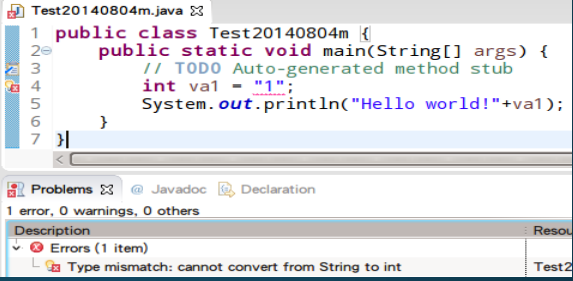 Test20140804m.java
1 public class Test20140804m {
2 public static void main(String[] args) {
3 // TODO Auto-generated method stub
4 int va1 = "1";
5 System.out.println("Hello world!"+va1);
6 }
7 }
Problems @ Javadoc Declaration
1 error, 0 warnings, 0 others
Description Resou
Errors (1 item)
Type mismatch: cannot convert from String to int Test2